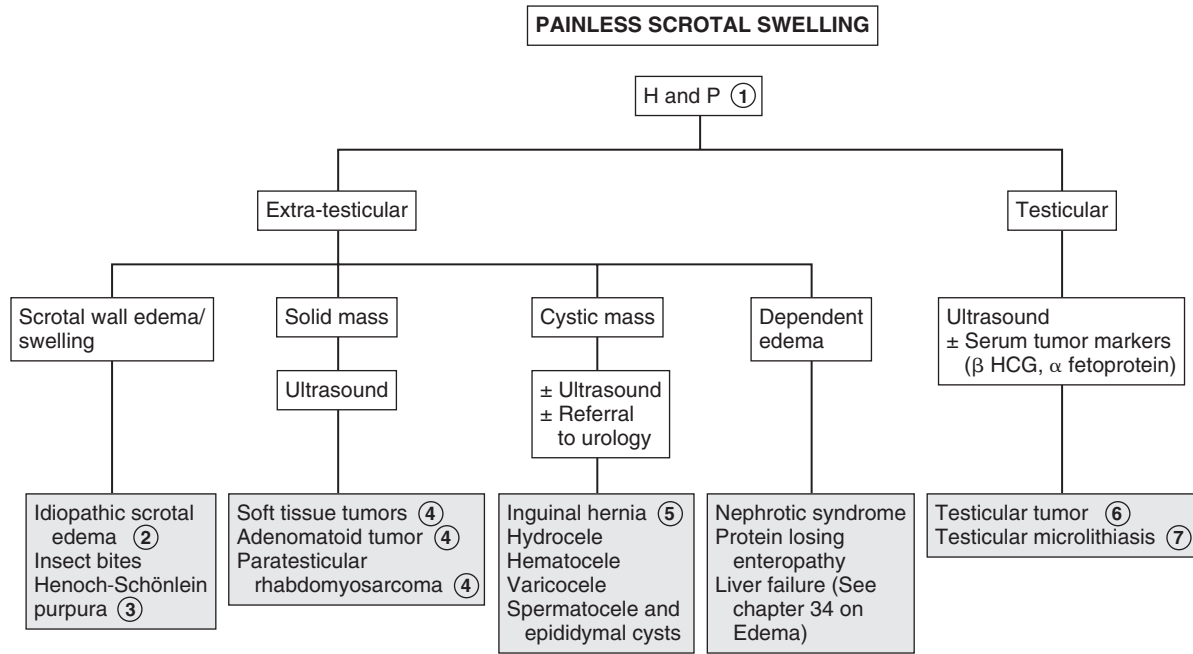 PAINLESS SCROTAL SWELLING
H and P ①
Extra-testicular
Testicular
Scrotal wall edema/
swelling
Solid mass
Cystic mass
Dependent
edema
Ultrasound
± Serum tumor markers
(β HCG, α fetoprotein)
Ultrasound
± Ultrasound
± Referral
to urology
Idiopathic scrotal
edema ②
Insect bites
Henoch-Schönlein
purpura ③
Soft tissue tumors ④
Adenomatoid tumor ④
Paratesticular
rhabdomyosarcoma ④
Inguinal hernia ⑤
Hydrocele
Hematocele
Varicocele
Spermatocele and
epididymal cysts
Nephrotic syndrome
Protein losing
enteropathy
Liver failure (See
chapter 34 on
Edema)
Testicular tumor ⑥
Testicular microlithiasis ⑦